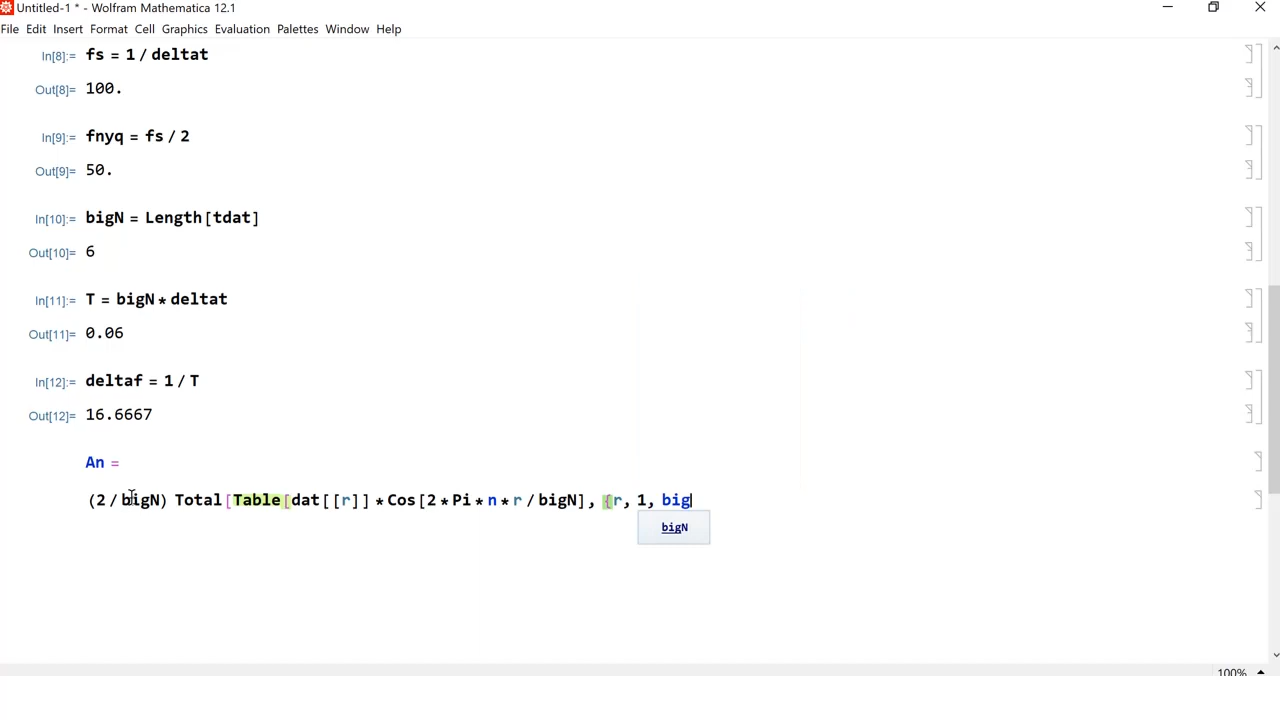 Untitled-1 * - Wolfram Mathematica 12.1
File Edit Insert Format Cell Graphics Evaluation Palettes Window Help
In[8]:= fs = 1 / deltat
Out[8]= 100.
In[9]:= fnyq = fs / 2
Out[9]= 50.
In[10]:= bigN = Length[tdat]
Out[10]= 6
In[11]:= T = bigN * deltat
Out[11]= 0.06
In[12]:= deltaf = 1 / T
Out[12]= 16.6667
An =
(2 / bigN) Total[Table[dat[[r]] * Cos[2 * Pi * n * r / bigN], {r, 1, big
bigN
100%